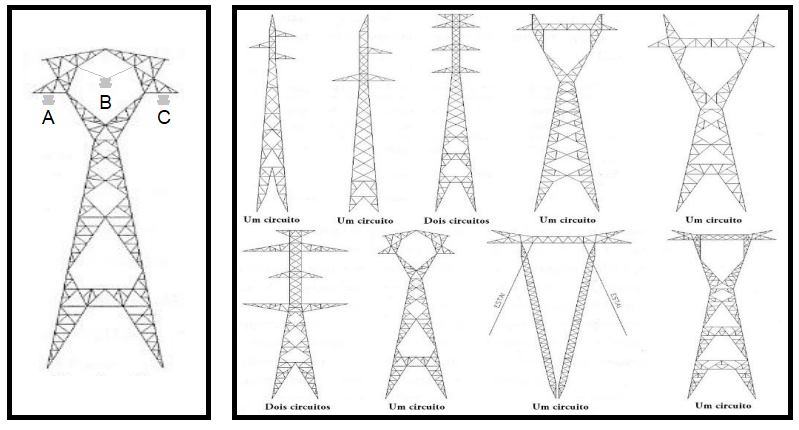 B
A C
Um circuito Um circuito Dois circuitos Um circuito Um circuito
ESTAI ESTAI
Dois circuitos Um circuito Um circuito Um circuito